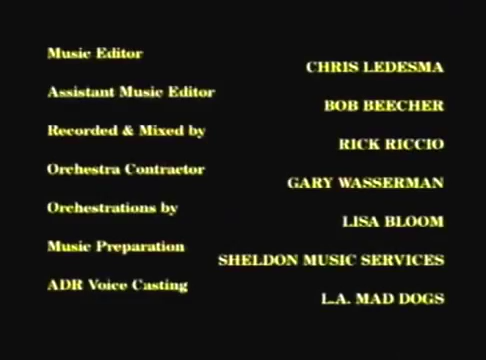 Music Editor
CHRIS LEDESMA
Assistant Music Editor
BOB BEECHER
Recorded & Mixed by
RICK RICCIO
Orchestra Contractor
GARY WASSERMAN
Orchestrations by
LISA BLOOM
Music Preparation
SHELDON MUSIC SERVICES
ADR Voice Casting
L.A. MAD DOGS